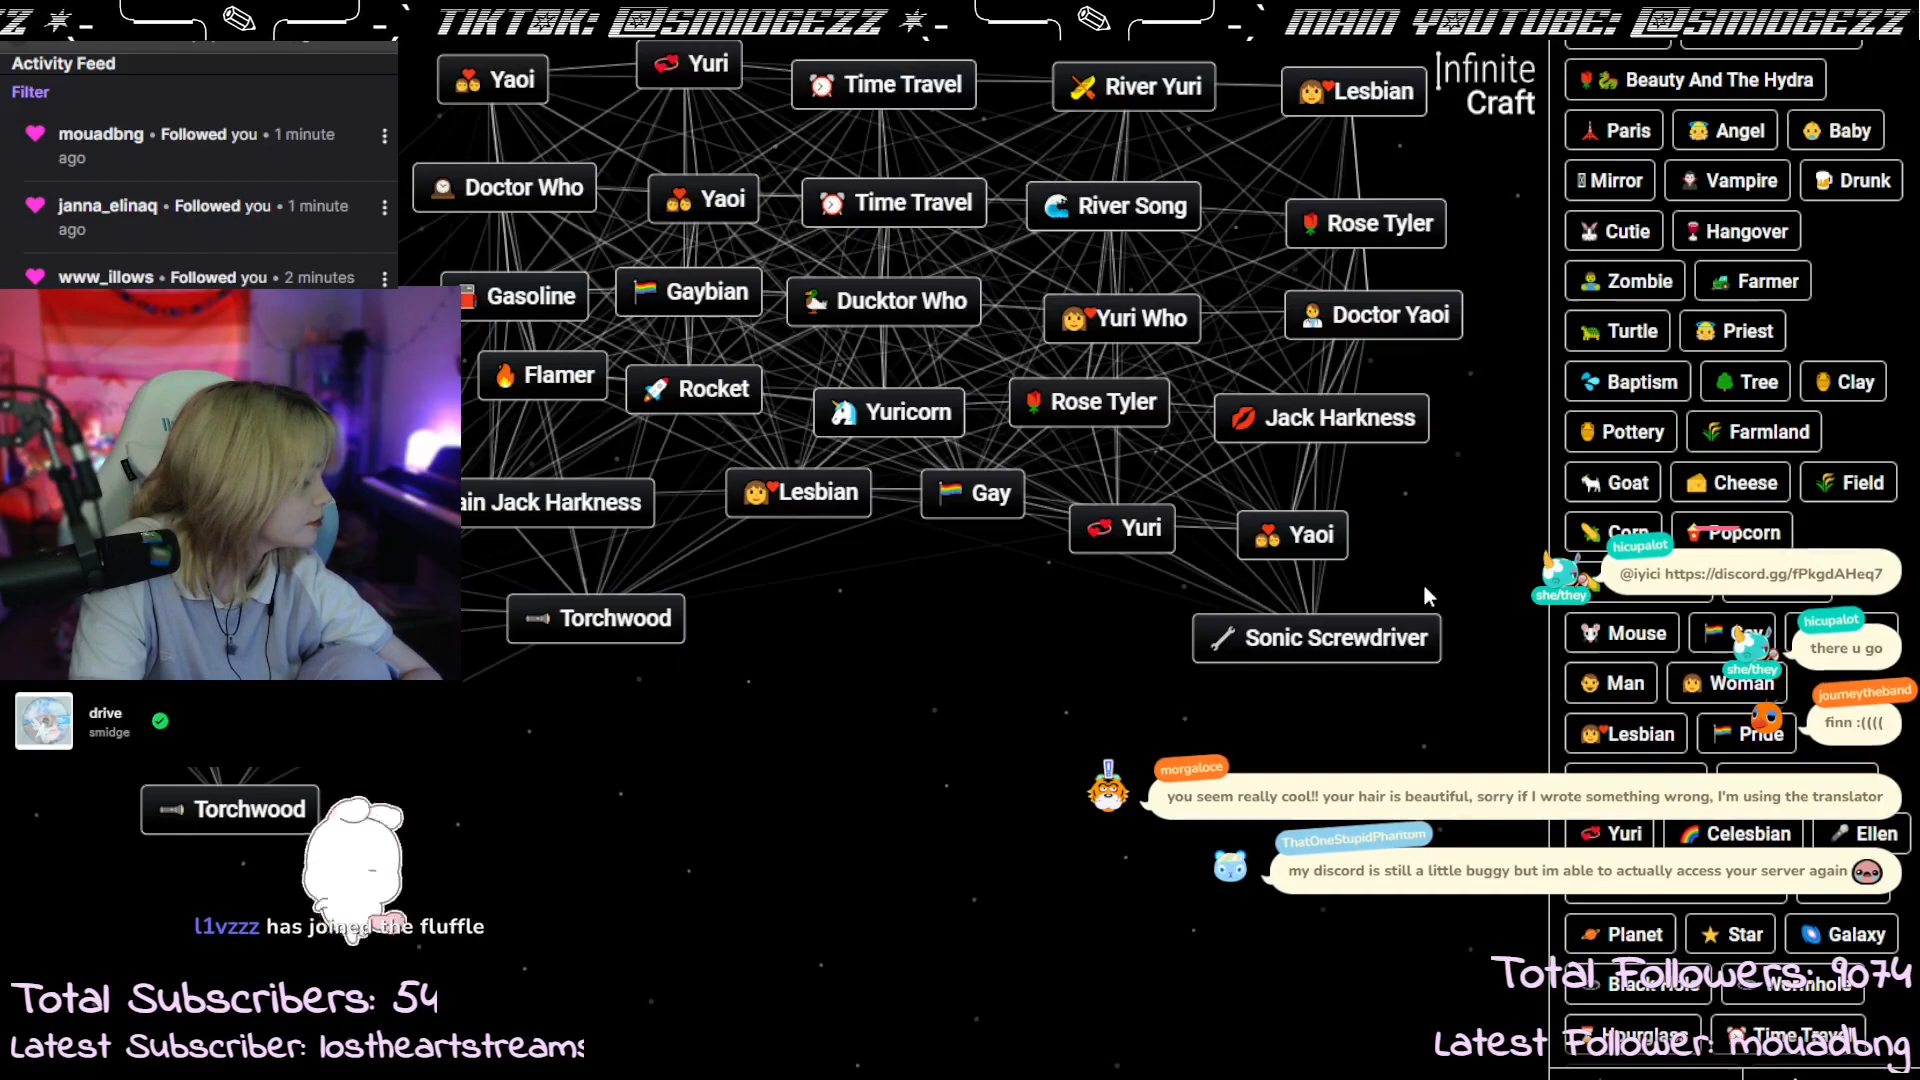 TIKTOK: @SMIDGEZZ
MAIN YOUTUBE: @SMIDGEZZ
Activity Feed
Filter
mouadbng • Followed you • 1 minute
ago
janna_elinaq • Followed you • 1 minute
ago
www_illows • Followed you • 2 minutes
Yaoi
Yuri
Time Travel
River Yuri
Lesbian
Infinite
Craft
Doctor Who
Yaoi
Time Travel
River Song
Rose Tyler
Gasoline
Gaybian
Ducktor Who
Yuri Who
Doctor Yaoi
Flamer
Rocket
Yuricorn
Rose Tyler
Jack Harkness
ain Jack Harkness
Lesbian
Gay
Yuri
Yaoi
Torchwood
Sonic Screwdriver
drive
smidge
Torchwood
l1vzzz has joined the fluffle
Total Subscribers: 54
Latest Subscriber: lostheartstreams
Beauty And The Hydra
Paris
Angel
Baby
Mirror
Vampire
Drunk
Cutie
Hangover
Zombie
Farmer
Turtle
Priest
Baptism
Tree
Clay
Pottery
Farmland
Goat
Cheese
Field
Corn
Popcorn
hicupalot
@iyici https://discord.gg/fPkgdAHeq7
she/they
Mouse
Gay
hicupalot
there u go
she/they
Man
Woman
journeytheband
finn :((((
Lesbian
Pride
morgaloce
you seem really cool!! your hair is beautiful, sorry if I wrote something wrong, I'm using the translator
Yuri
Celesbian
Ellen
ThatOneStupidPhantom
my discord is still a little buggy but im able to actually access your server again
Planet
Star
Galaxy
Total Followers: 9074
Black Hole
Wormhole
Hourglass
Time Travel
Latest Follower: mouadbng